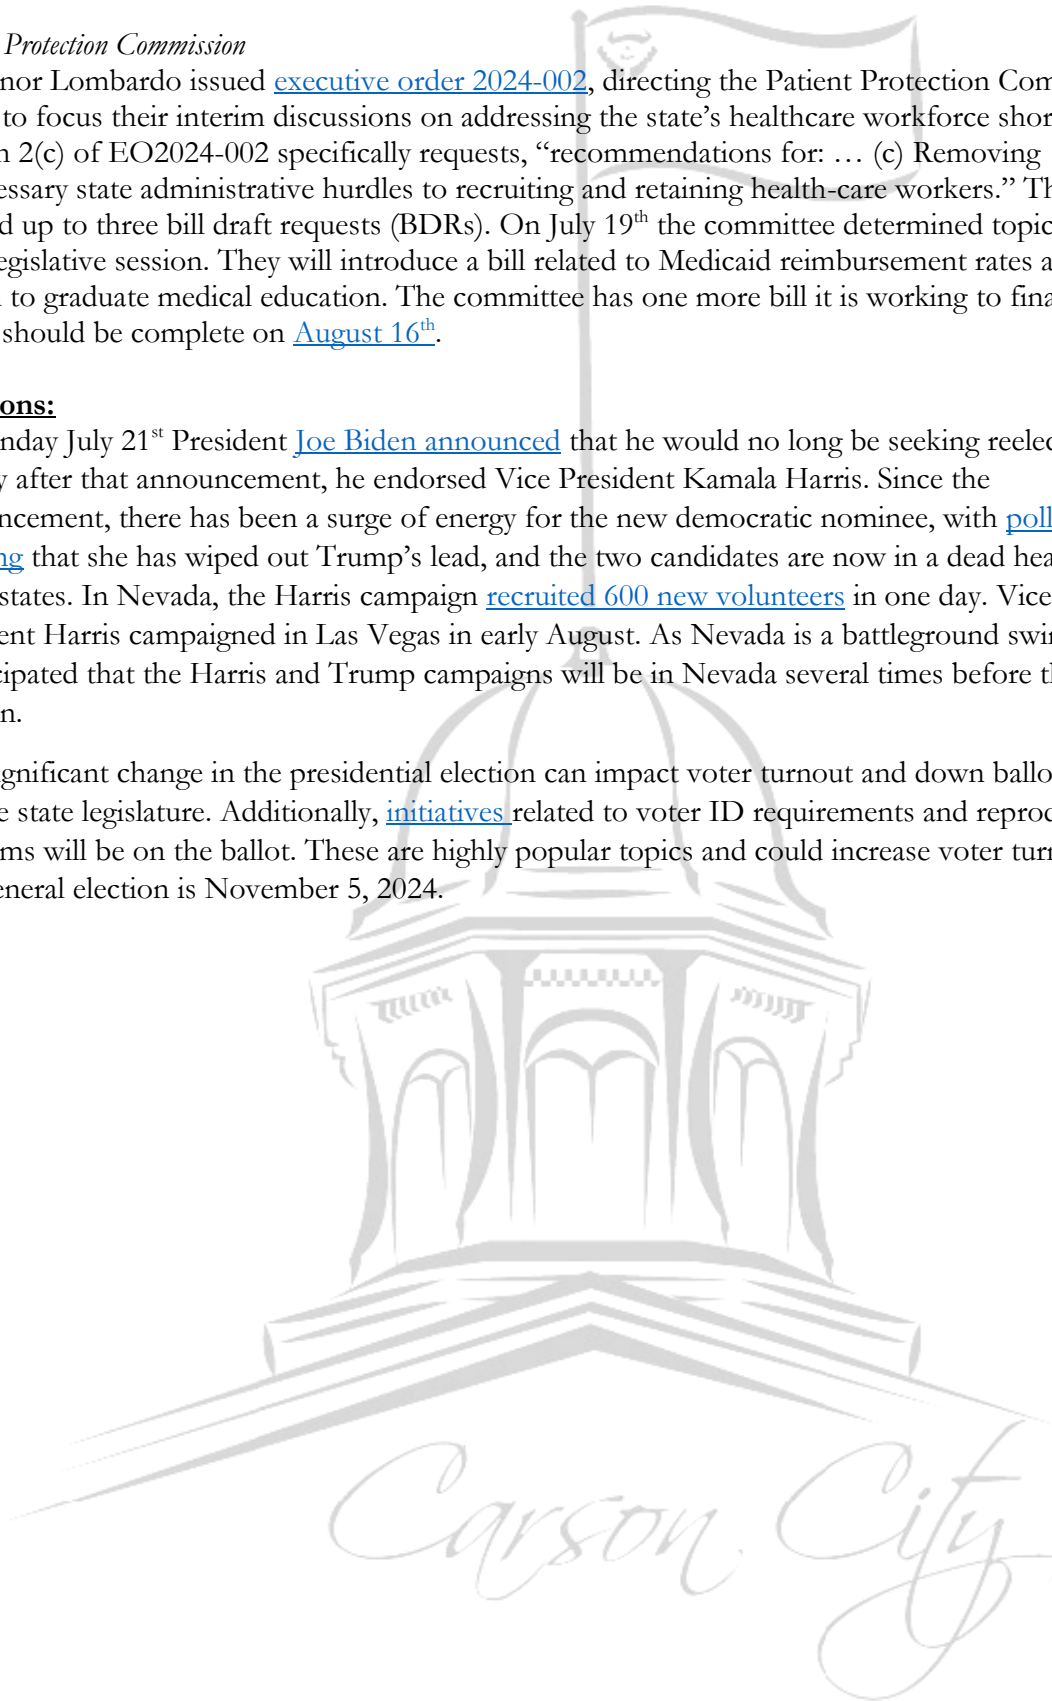 Protection Commission
nor Lombardo issued executive order 2024-002, directing the Patient Protection Com
to focus their interim discussions on addressing the state’s healthcare workforce shor
n 2(c) of EO2024-002 specifically requests, “recommendations for: … (c) Removing
essary state administrative hurdles to recruiting and retaining health-care workers.” Th
d up to three bill draft requests (BDRs). On July 19th the committee determined topic
egislative session. They will introduce a bill related to Medicaid reimbursement rates a
to graduate medical education. The committee has one more bill it is working to fina
should be complete on August 16th.
ons:
nday July 21st President Joe Biden announced that he would no long be seeking reelec
y after that announcement, he endorsed Vice President Kamala Harris. Since the
ncement, there has been a surge of energy for the new democratic nominee, with poll
ng that she has wiped out Trump’s lead, and the two candidates are now in a dead hea
states. In Nevada, the Harris campaign recruited 600 new volunteers in one day. Vice
ent Harris campaigned in Las Vegas in early August. As Nevada is a battleground swin
cipated that the Harris and Trump campaigns will be in Nevada several times before th
n.
gnificant change in the presidential election can impact voter turnout and down ballo
e state legislature. Additionally, initiatives related to voter ID requirements and reproc
ms will be on the ballot. These are highly popular topics and could increase voter turn
eneral election is November 5, 2024.
Carson City